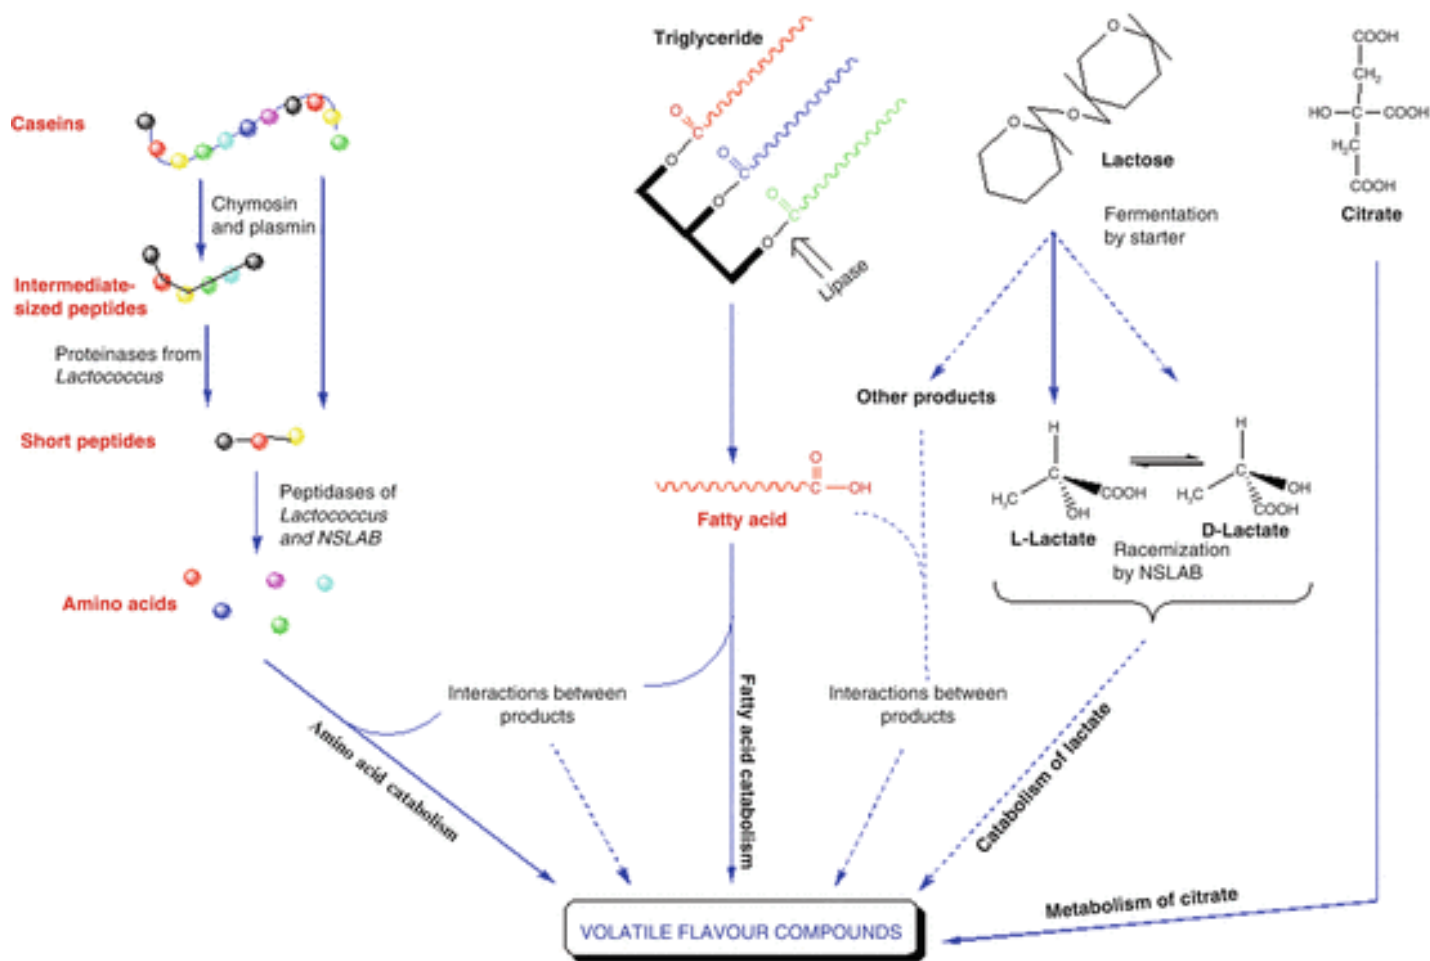 Caseins
Chymosin
and plasmin
Intermediate-
sized peptides
Proteinases from
Lactococcus
Short peptides
Peptidases of
Lactococcus
and NSLAB
Amino acids
Amino acid catabolism
Interactions between
products
Triglyceride
O
C
O
O
C
O
O
C
O
Lipase
O
C
OH
Fatty acid
Fatty acid catabolism
O
O
O
Lactose
Fermentation
by starter
Other products
H
C
H₃C
COOH
OH
L-Lactate
H
C
H₃C
OH
COOH
D-Lactate
Racemization
by NSLAB
Interactions between
products
Catabolism of lactate
COOH
CH₂
HO
C
COOH
H₂C
COOH
Citrate
Metabolism of citrate
VOLATILE FLAVOUR COMPOUNDS